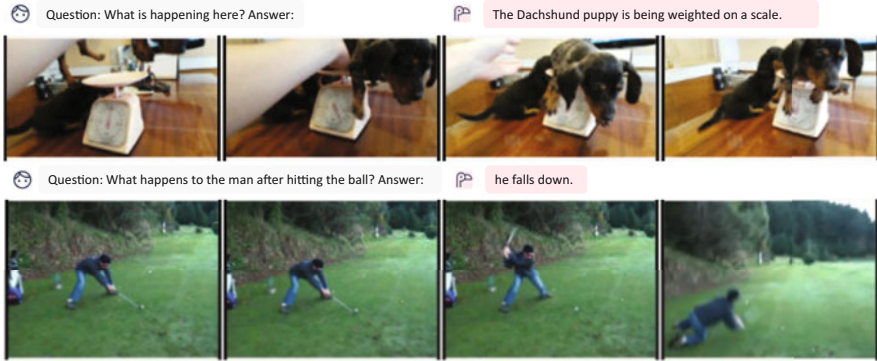 Question: What is happening here? Answer:
The Dachshund puppy is being weighted on a scale.
Question: What happens to the man after hitting the ball? Answer:
he falls down.